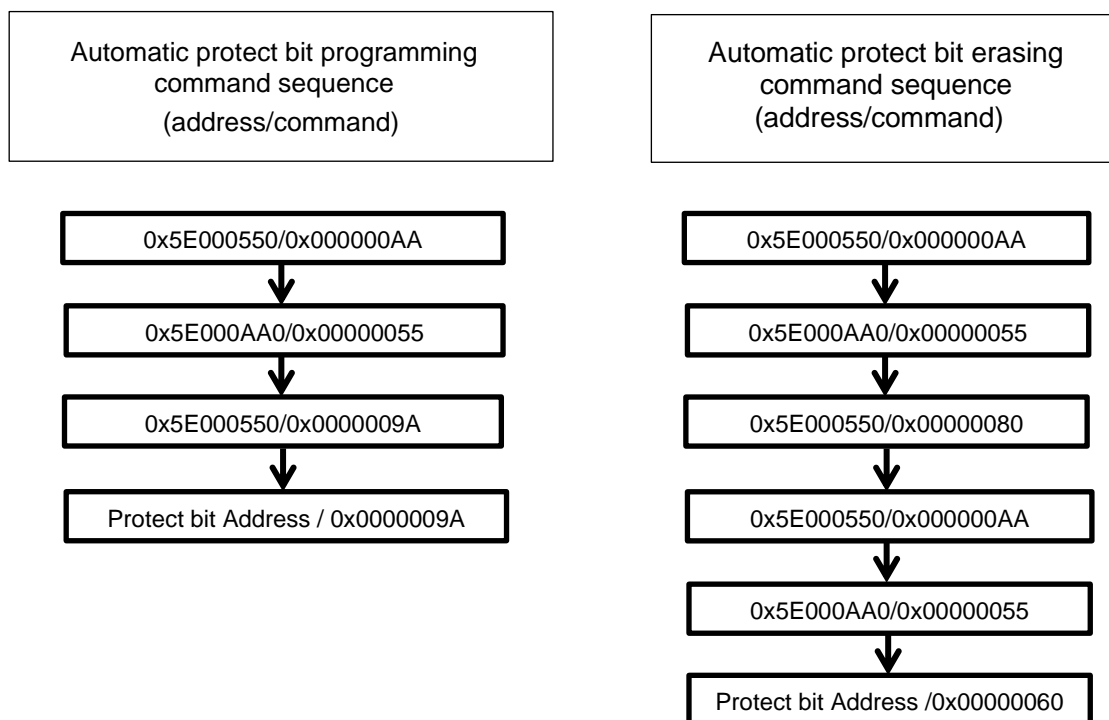 Automatic protect bit programming
command sequence
(address/command)
0x5E000550/0x000000AA
0x5E000AA0/0x00000055
0x5E000550/0x0000009A
Protect bit Address / 0x0000009A
Automatic protect bit erasing
command sequence
(address/command)
0x5E000550/0x000000AA
0x5E000AA0/0x00000055
0x5E000550/0x00000080
0x5E000550/0x000000AA
0x5E000AA0/0x00000055
Protect bit Address /0x00000060